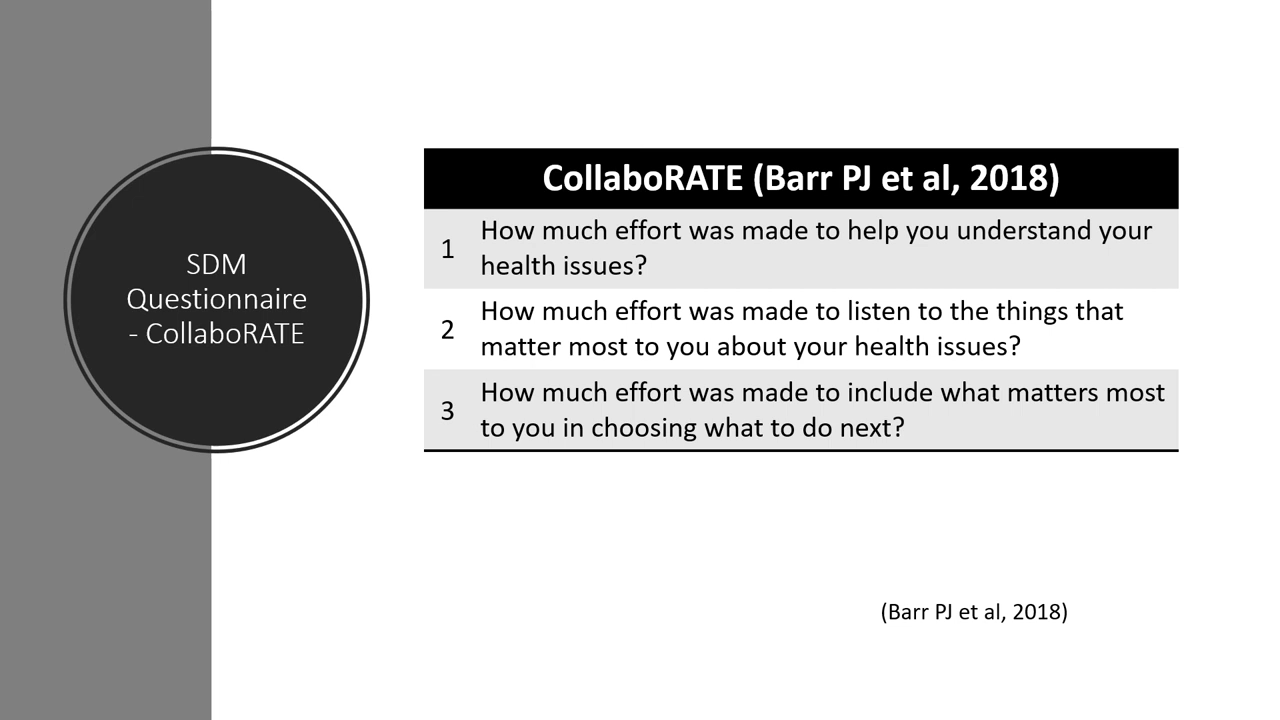 SDM
Questionnaire
- CollaboRATE
CollaboRATE (Barr PJ et al, 2018)
1
How much effort was made to help you understand your
health issues?
2
How much effort was made to listen to the things that
matter most to you about your health issues?
3
How much effort was made to include what matters most
to you in choosing what to do next?
(Barr PJ et al, 2018)